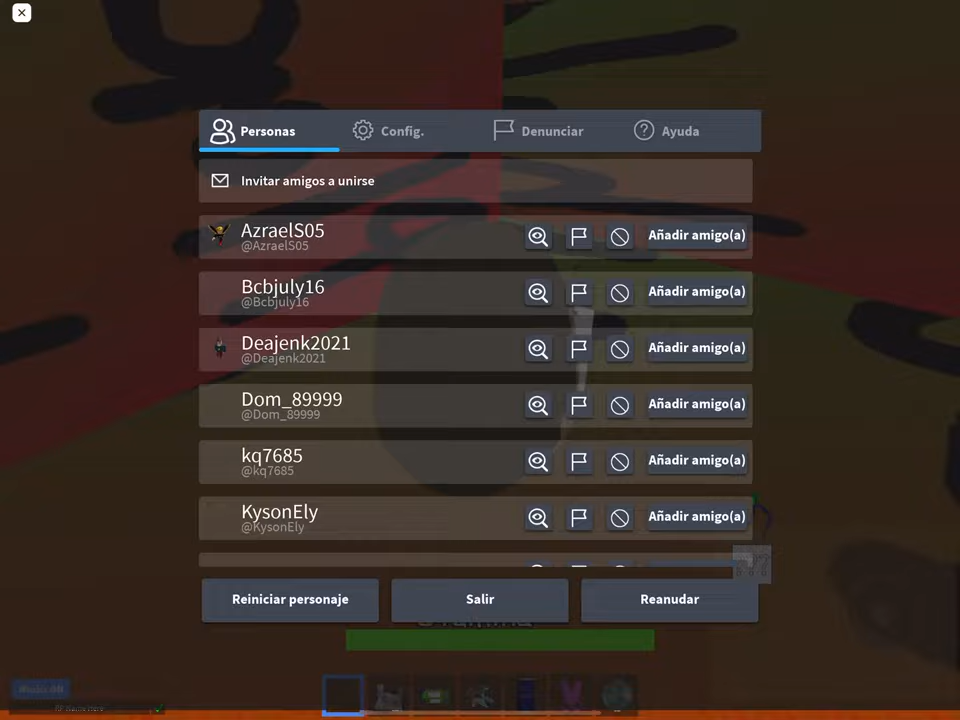 Personas
Config.
Denunciar
Ayuda
Invitar amigos a unirse
AzraelS05
@AzraelS05
Añadir amigo(a)
Bcbjuly16
@Bcbjuly16
Añadir amigo(a)
Deajenk2021
@Deajenk2021
Añadir amigo(a)
Dom_89999
@Dom_89999
Añadir amigo(a)
kq7685
@kq7685
Añadir amigo(a)
KysonEly
@KysonEly
Añadir amigo(a)
Reiniciar personaje
Salir
Reanudar